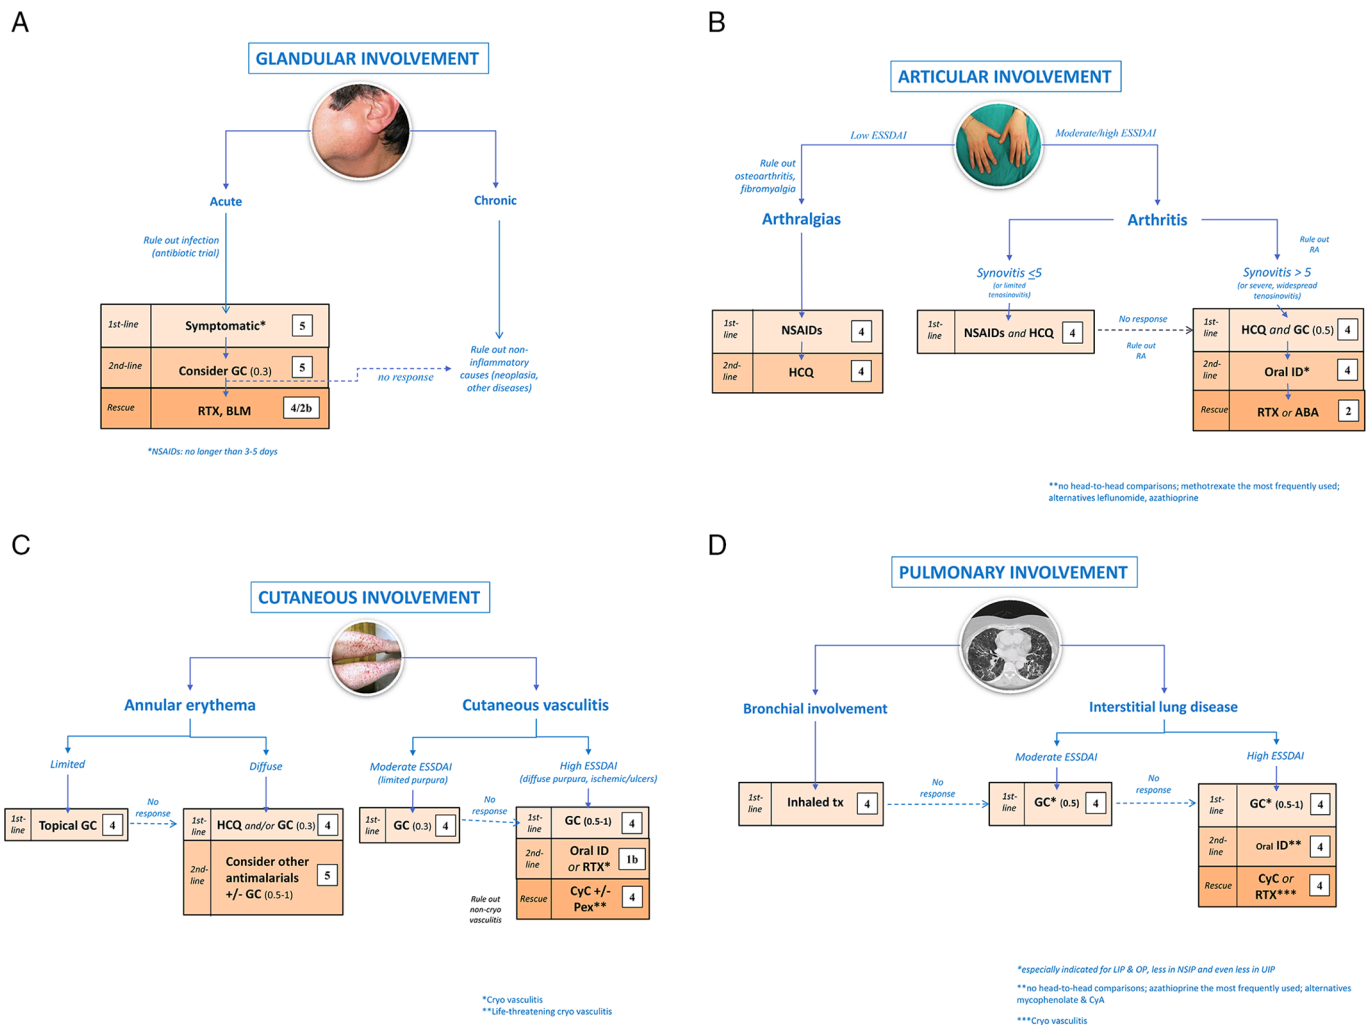 A
GLANDULAR INVOLVEMENT
Acute
Chronic
Rule out infection
(antibiotic trial)
1st-line
Symptomatic*
5
2nd-line
Consider GC (0.3)
5
Rescue
RTX, BLM
4/2b
no response
Rule out non-
inflammatory
causes (neoplasia,
other diseases)
*NSAIDs: no longer than 3-5 days
B
ARTICULAR INVOLVEMENT
Low ESSDAI
Moderate/high ESSDAI
Rule out
osteoarthritis,
fibromyalgia
Arthralgias
Arthritis
Rule out
RA
Synovitis <5
(or limited
tenosinovitis)
Synovitis > 5
(or severe, widespread
tenosinovitis)
1st-
line
NSAIDs
4
2nd-
line
HCQ
4
1st-
line
NSAIDs and HCQ
4
No response
Rule out
RA
1st-
line
HCQ and GC (0.5)
4
2nd-
line
Oral ID*
4
Rescue
RTX or ABA
2
**no head-to-head comparisons; methotrexate the most frequently used;
alternatives leflunomide, azathioprine
C
CUTANEOUS INVOLVEMENT
Annular erythema
Cutaneous vasculitis
Limited
Diffuse
Moderate ESSDAI
(limited purpura)
High ESSDAI
(diffuse purpura, ischemic/ulcers)
1st-
line
Topical GC
4
No
response
1st-
line
HCQ and/or GC (0.3)
4
2nd-
line
Consider other
antimalarials
+/- GC (0.5-1)
5
1st-
line
GC (0.3)
4
No
response
1st-
line
GC (0.5-1)
4
2nd-
line
Oral ID
or RTX*
1b
Rescue
CyC +/-
Pex**
4
Rule out
non-cryo
vasculitis
*Cryo vasculitis
**Life-threatening cryo vasculitis
D
PULMONARY INVOLVEMENT
Bronchial involvement
Interstitial lung disease
Moderate ESSDAI
High ESSDAI
1st-
line
Inhaled tx
4
No
response
1st-
line
GC* (0.5)
4
No
response
1st-
line
GC* (0.5-1)
4
2nd-
line
Oral ID**
4
Rescue
CyC or
RTX***
4
*especially indicated for LIP & OP, less in NSIP and even less in UIP
**no head-to-head comparisons; azathioprine the most frequently used; alternatives
mycophenolate & CyA
***Cryo vasculitis